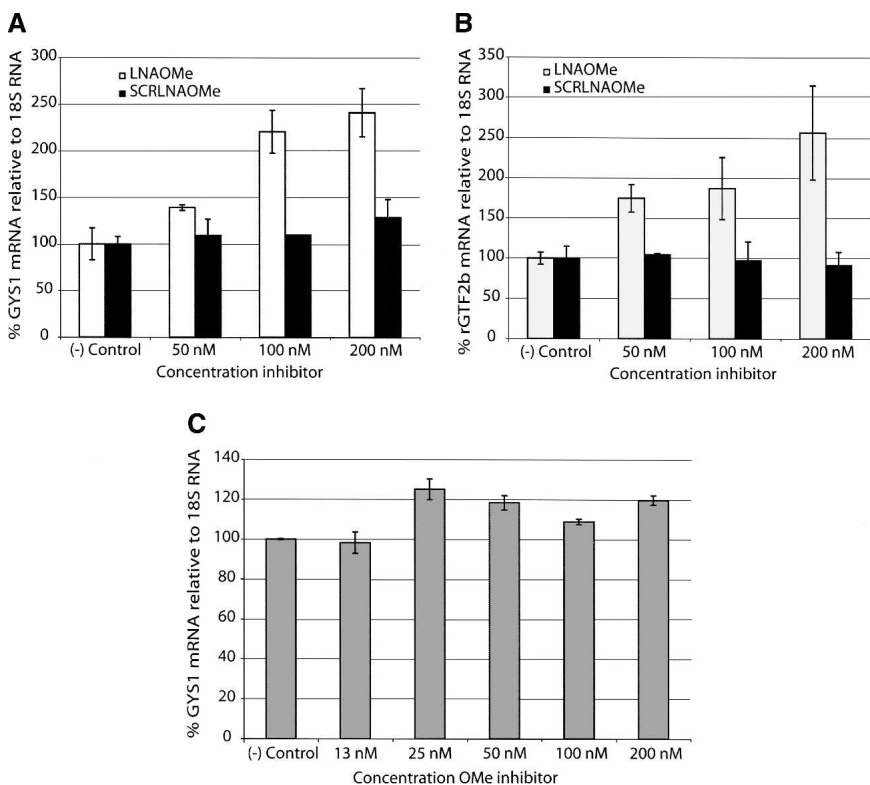 A
% GYS1 mRNA relative to 18S RNA
300
250
200
150
100
50
0
LNAOMe
SCRLNAOMe
(-) Control 50 nM 100 nM 200 nM
Concentration inhibitor
B
% rGTF2b mRNA relative to 18S RNA
350
300
250
200
150
100
50
0
LNAOMe
SCRLNAOMe
(-) Control 50 nM 100 nM 200 nM
Concentration inhibitor
C
% GYS1 mRNA relative to 18S RNA
140
120
100
80
60
40
20
0
(-) Control 13 nM 25 nM 50 nM 100 nM 200 nM
Concentration OMe inhibitor